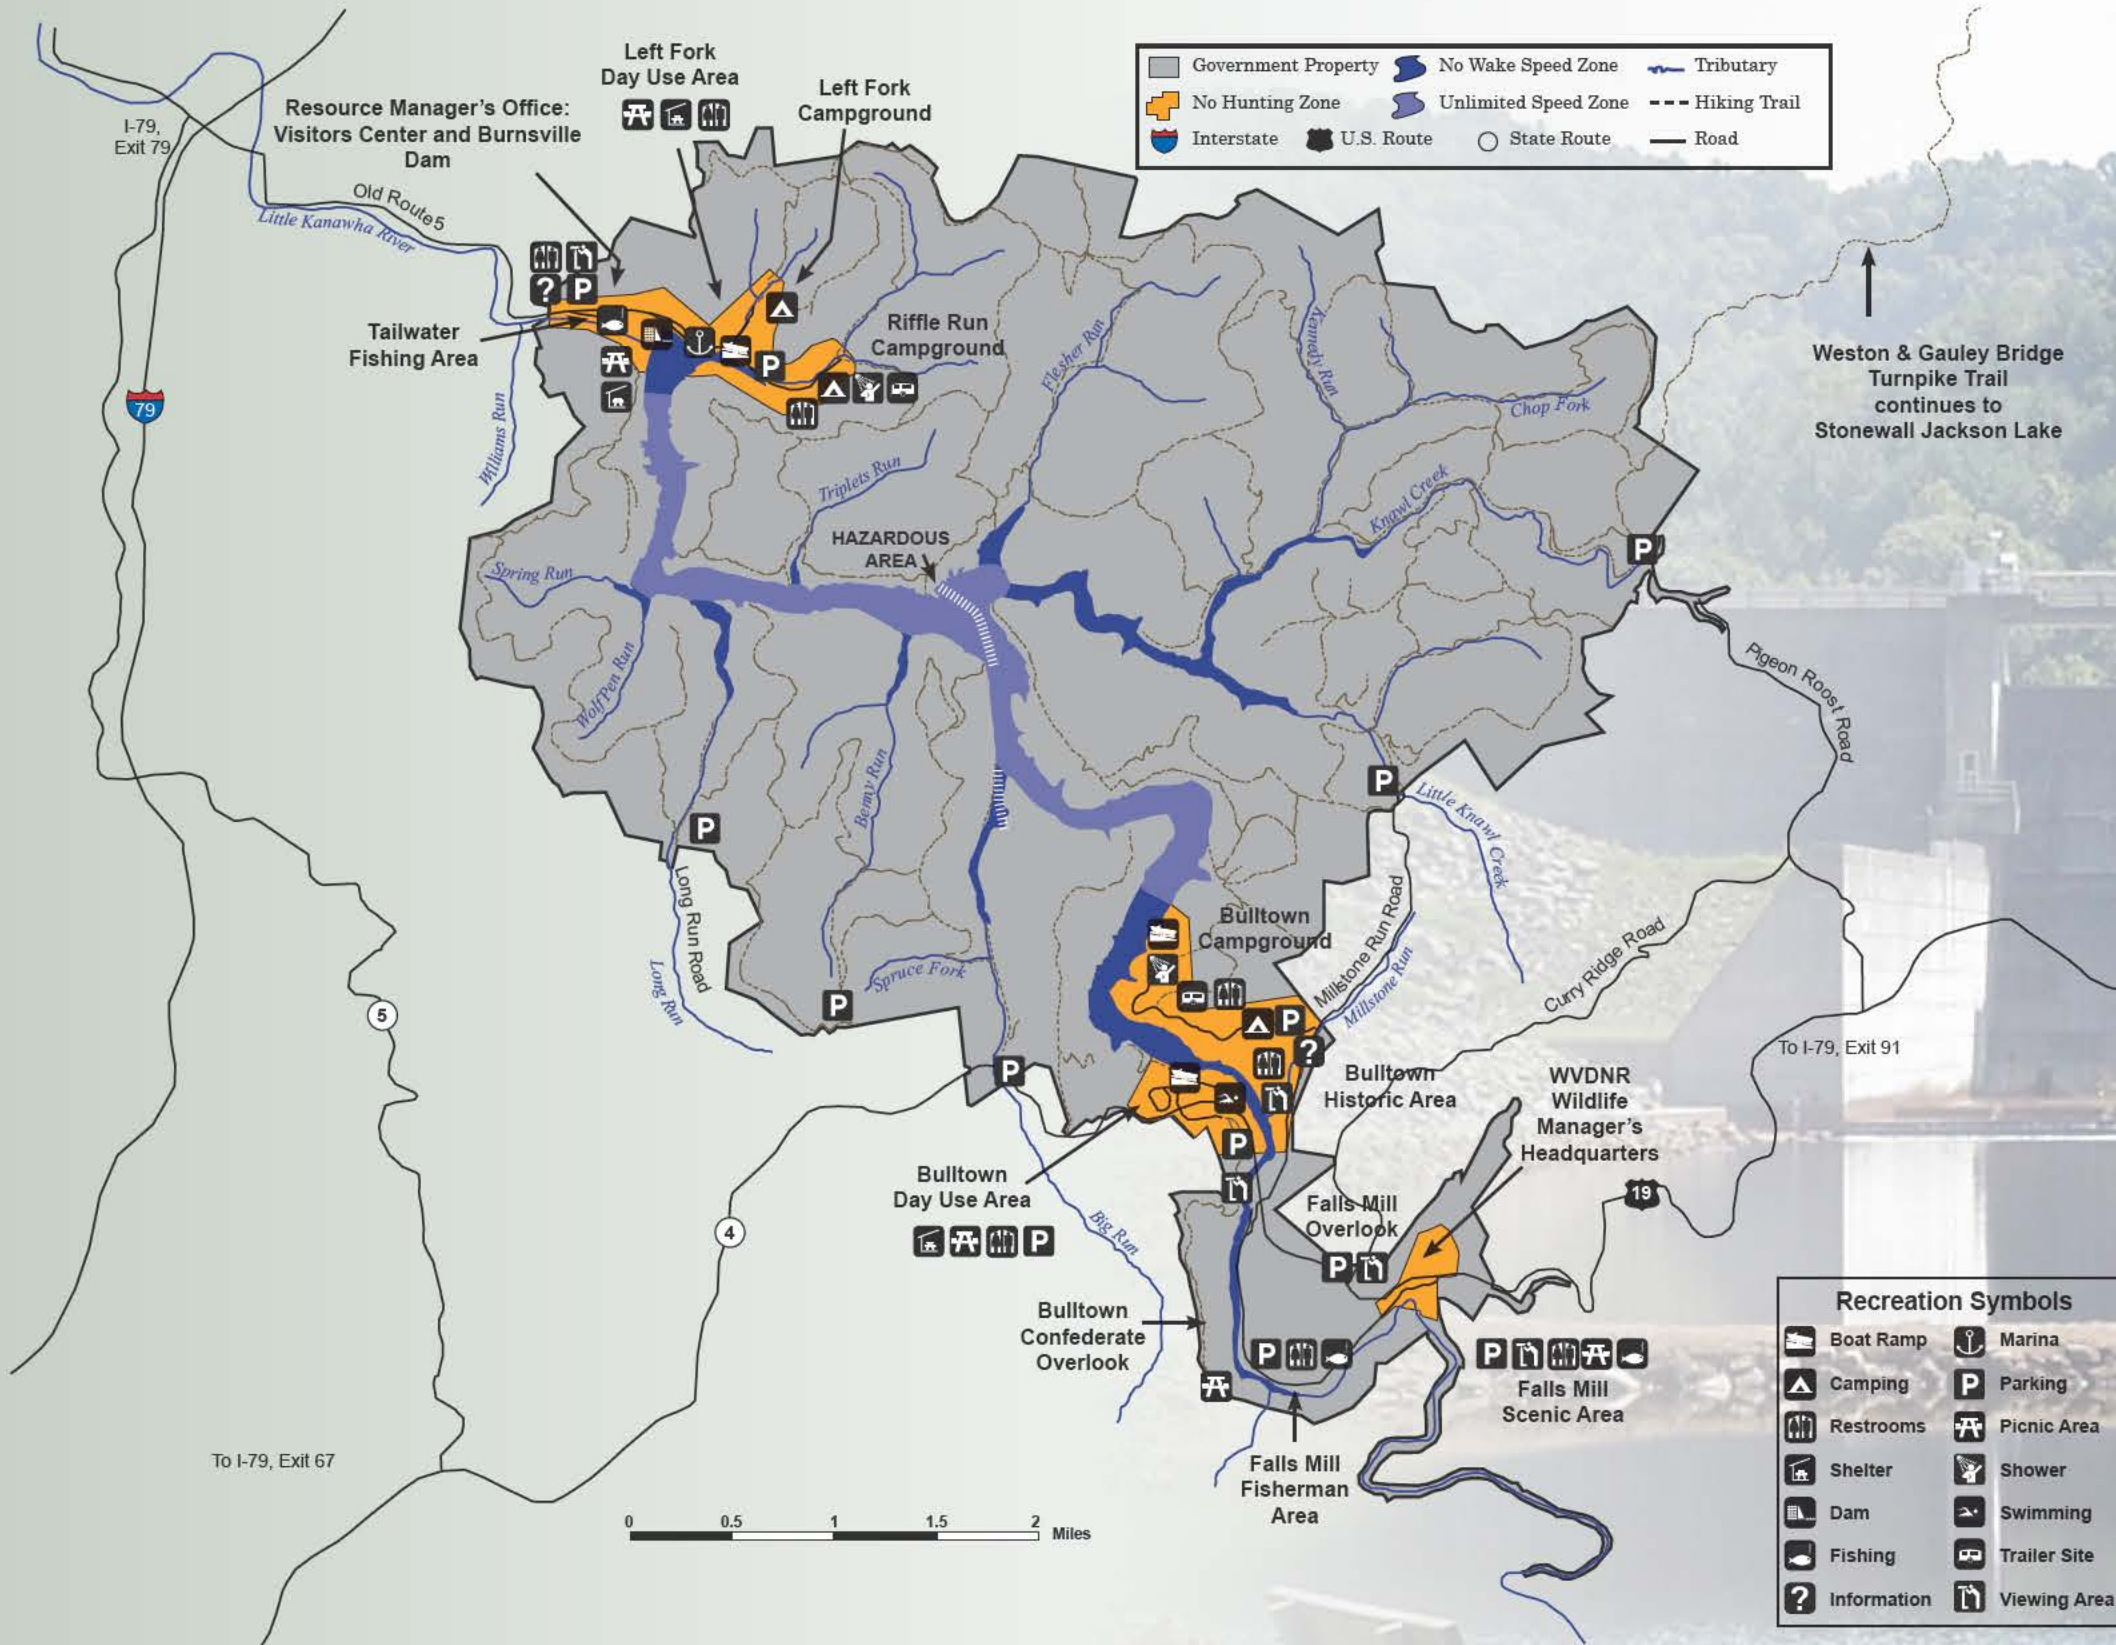 Left Fork
Day Use Area
Left Fork
Campground
Resource Manager's Office:
Visitors Center and Burnsville
Dam
I-79,
Exit 79
Old Route 5
Little Kanawha River
Government Property
No Wake Speed Zone
Tributary
No Hunting Zone
Unlimited Speed Zone
Hiking Trail
Interstate
U.S. Route
State Route
Road
?
P
Tailwater
Fishing Area
P
Riffle Run
Campground
Flesher Run
Kennedy Run
Chop Fork
Weston & Gauley Bridge
Turnpike Trail
continues to
Stonewall Jackson Lake
79
Williams Run
Triplets Run
Knawl Creek
HAZARDOUS
AREA
P
Spring Run
Wolf Pen Run
Pigeon Roost Road
Bemy Run
P
P
Little Knawl Creek
Long Run Road
Long Run
Bulltown
Campground
Millstone Run Road
Millstone Run
Curry Ridge Road
Spruce Fork
P
5
P
?
To I-79, Exit 91
P
Bulltown
Historic Area
WVDNR
Wildlife
Manager's
Headquarters
P
Bulltown
Day Use Area
P
19
Falls Mill
Overlook
P
4
Big Run
Bulltown
Confederate
Overlook
P
P
Falls Mill
Scenic Area
Falls Mill
Fisherman
Area
To I-79, Exit 67
0 0.5 1 1.5 2
Miles
Recreation Symbols
Boat Ramp
Marina
Camping
P Parking
Restrooms
Picnic Area
Shelter
Shower
Dam
Swimming
Fishing
Trailer Site
? Information
Viewing Area